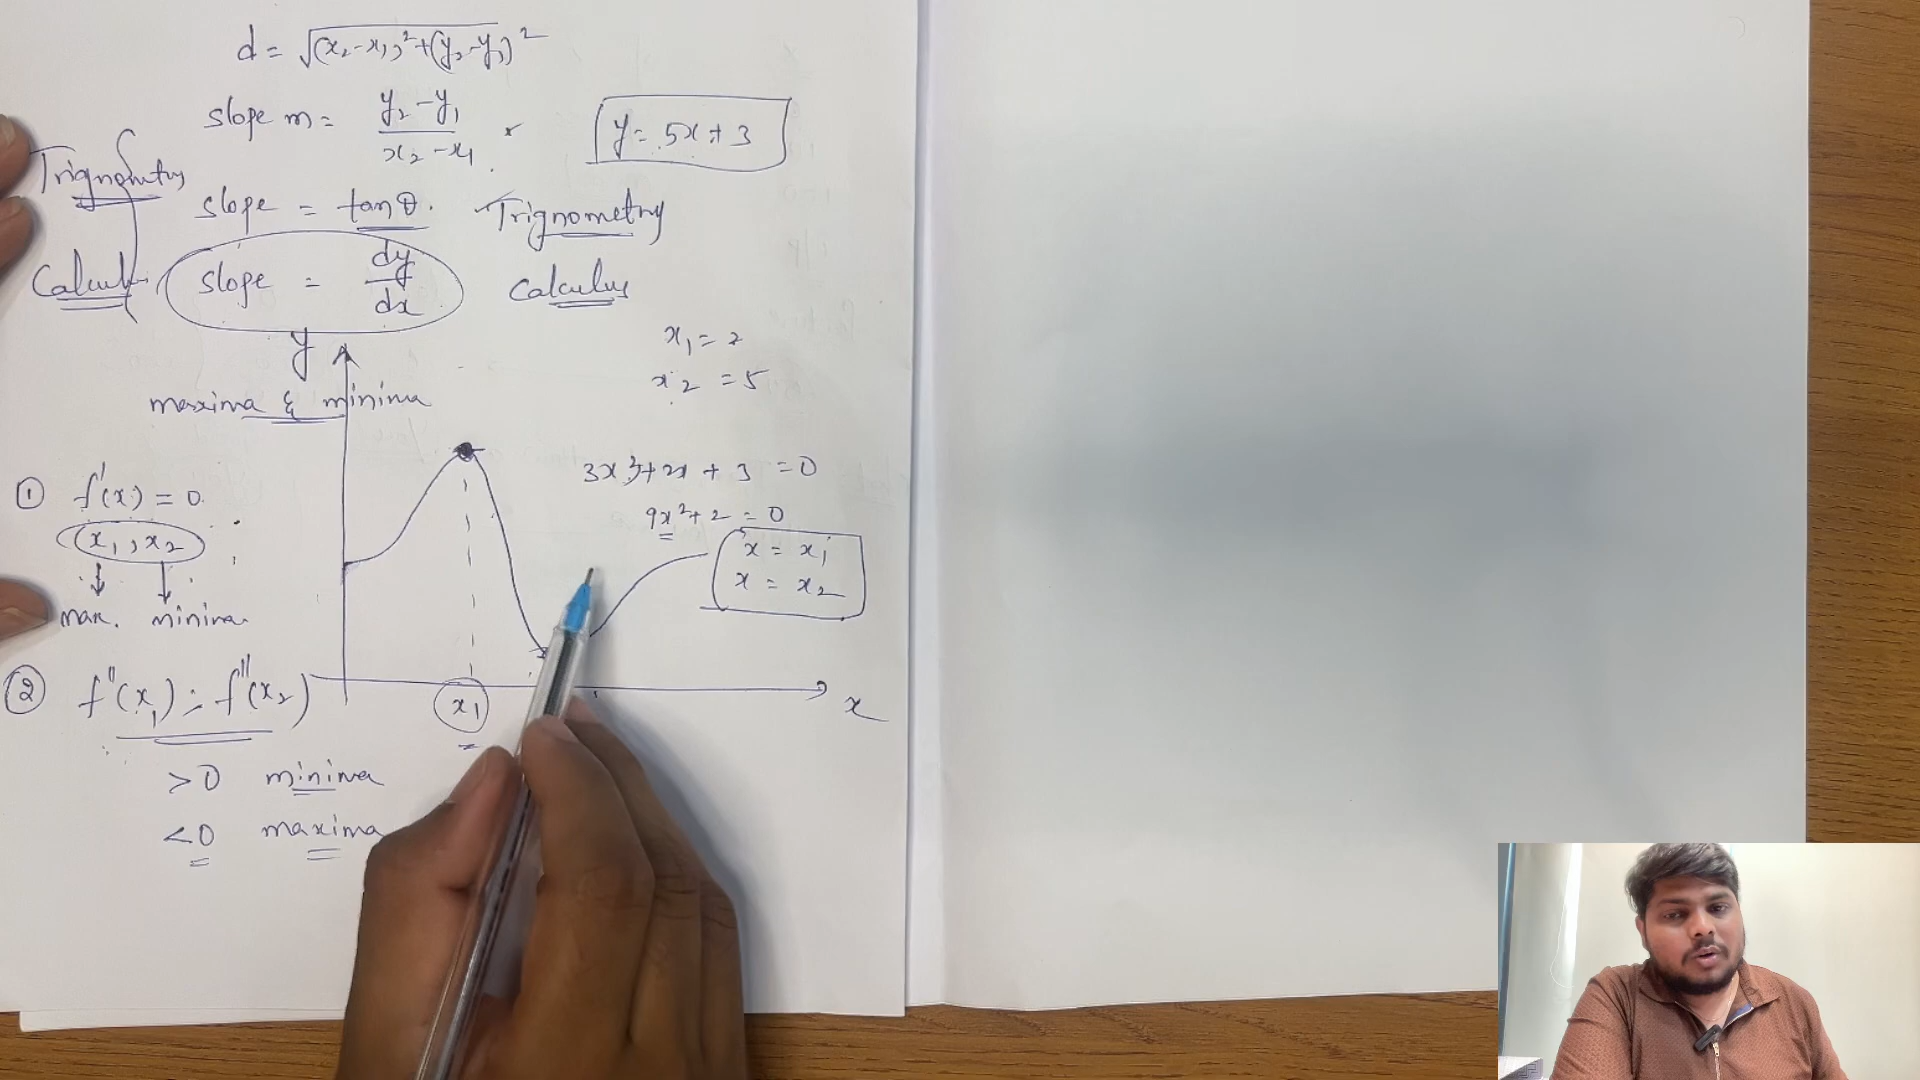 d = √(x₂-x₁)²+(y₂-y₁)²
slope m = y₂-y₁ / x₂-x₁
y = 5x + 3
Trignometry
slope = tanθ. Trignometry
Calcul
slope = dy/dx
Calculus
y
x₁ = 2
x₂ = 5
maxima & minima
① f'(x) = 0
x₁, x₂
max. minima
3x³+2x + 3 = 0
9x²+2 = 0
x = x₁
x = x₂
② f''(x₁) f''(x₂)
x₁
x
>0 minima
<0 maxima